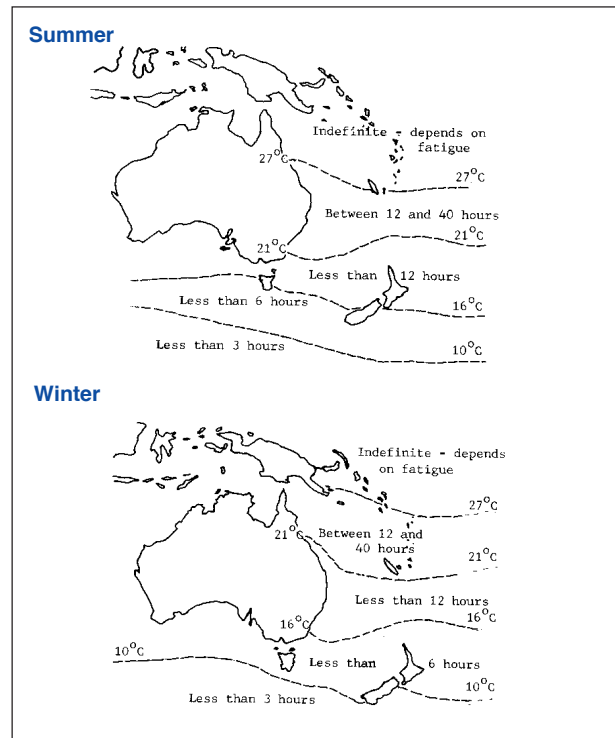 Summer
Indefinite - depends on
fatigue
27°C
27°C
Between 12 and 40 hours
21°C
21°C
Less than 12 hours
Less than 6 hours
16°C
Less than 3 hours
10°C
Winter
Indefinite - depends
on fatigue
27°C
21°C
Between 12 and
40 hours
21°C
Less than 12 hours
16°C
16°C
10°C
Less than 6 hours
Less than 3 hours
10°C